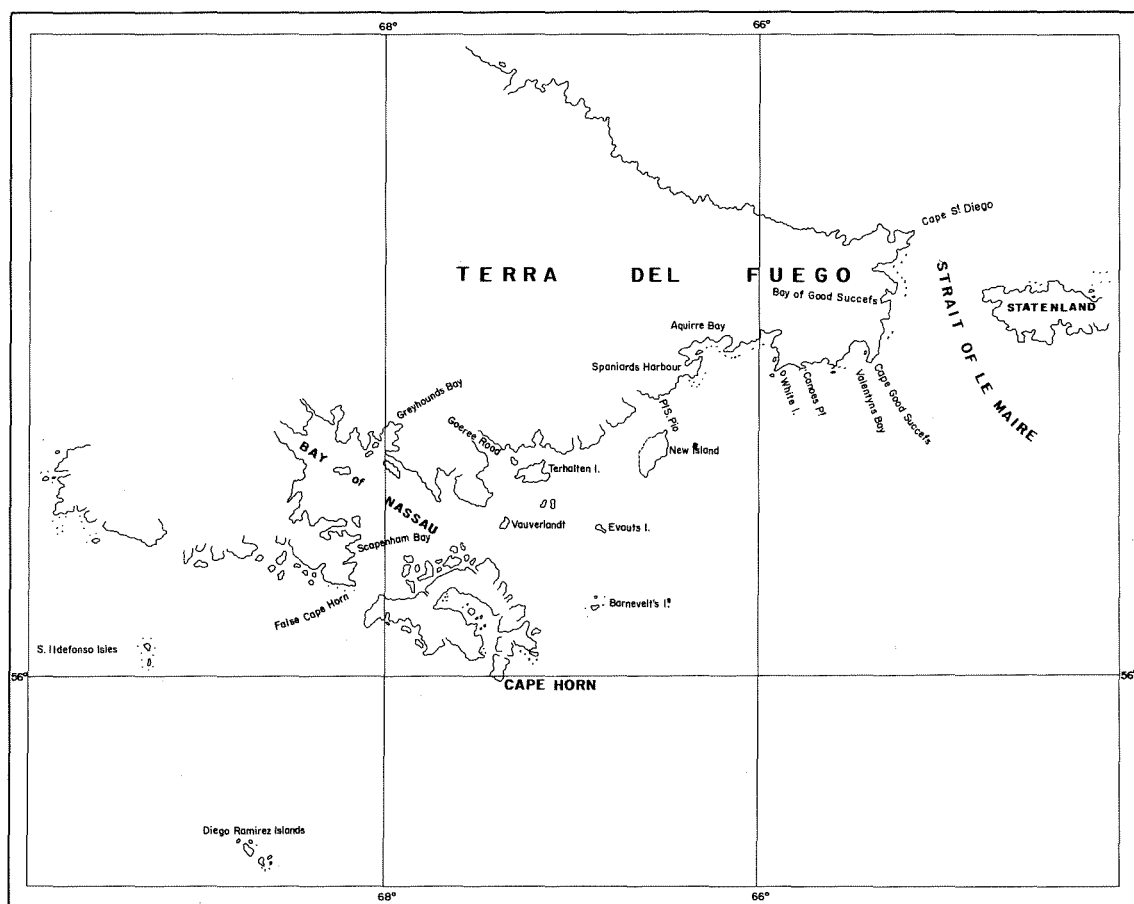 68°
66°
Cape St Diego
TERRA DEL FUEGO
STRAIT OF LE MAIRE
Bay of Good Succefs
STATENLAND
Aquirre Bay
Spaniards Harbour
White I.
Canoes Pt
Valentyns Bay
Cape Good Succefs
Greyhounds Bay
Goeree Road
Pt S. Pio
New Island
BAY of NASSAU
Terhalten I.
Vauverlandt
Evouts I.
Scapenham Bay
Barnevelt's Is
False Cape Horn
S. Ildefonso Isles
56°
56°
CAPE HORN
Diego Ramirez Islands
68°
66°